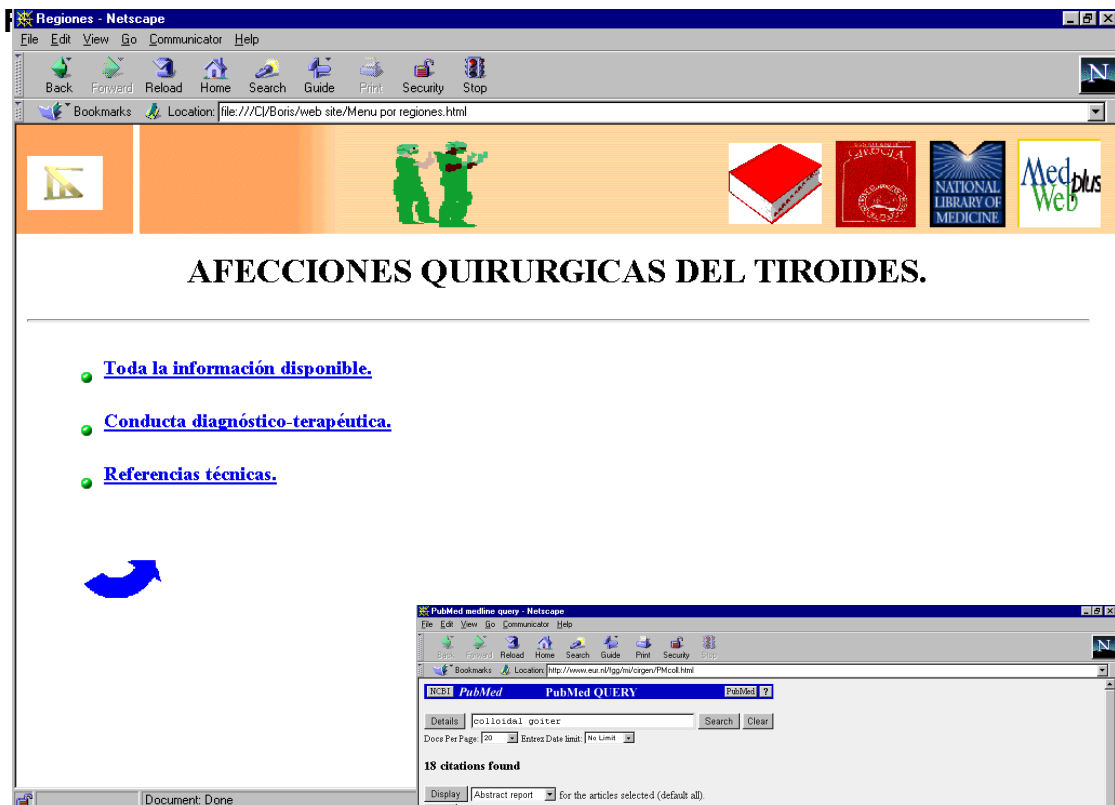 Regiones - Netscape
File Edit View Go Communicator Help
Back Forward Reload Home Search Guide Print Security Stop
N
Bookmarks Location: file:///C|/Boris/web site/Menu por regiones.html
CIRUGIA
NATIONAL
LIBRARY OF
MEDICINE
Med plus
Web
AFECCIONES QUIRURGICAS DEL TIROIDES.
Toda la información disponible.
Conducta diagnóstico-terapéutica.
Referencias técnicas.
PubMed medline query - Netscape
File Edit View Go Communicator Help
Back Forward Reload Home Search Guide Print Security Stop
N
Bookmarks Location: http://www.eur.nl/fgg/mi/cirgen/PMcoll.html
NCBI PubMed PubMed QUERY PubMed ?
Details colloidal goiter Search Clear
Docs Per Page: 20 Entrez Date limit: No Limit
18 citations found
Display Abstract report for the articles selected (default all).
Document: Done